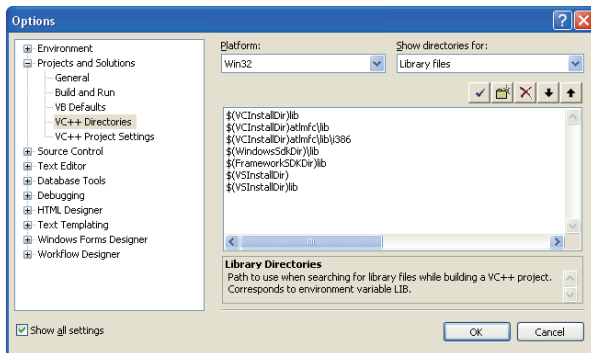 Options
Environment
Projects and Solutions
General
Build and Run
VB Defaults
VC++ Directories
VC++ Project Settings
Source Control
Text Editor
Database Tools
Debugging
HTML Designer
Text Templating
Windows Forms Designer
Workflow Designer
Show all settings
Platform:
Win32
Show directories for:
Library files
$(VCInstallDir)lib
$(VCInstallDir)atlmfc\lib
$(VCInstallDir)atlmfc\lib\i386
$(WindowsSdkDir)\lib
$(FrameworkSDKDir)lib
$(VSInstallDir)
$(VSInstallDir)lib
Library Directories
Path to use when searching for library files while building a VC++ project.
Corresponds to environment variable LIB.
OK
Cancel